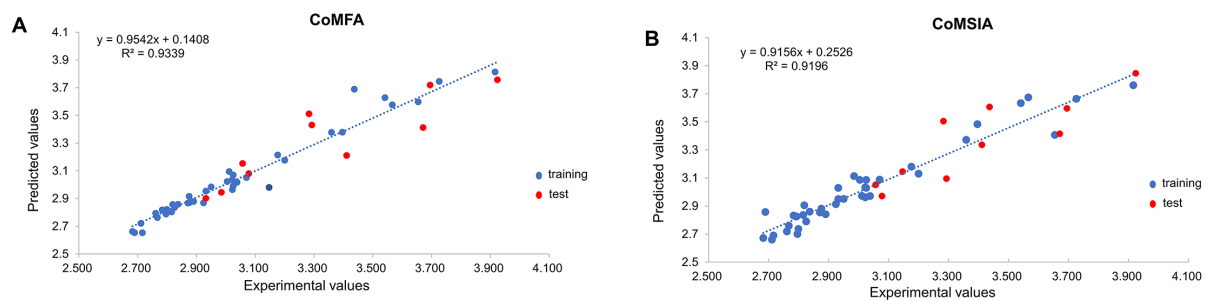 A
CoMFA
y = 0.9542x + 0.1408
R² = 0.9339
Predicted values
4.1
3.9
3.7
3.5
3.3
3.1
2.9
2.7
2.5
2.500 2.700 2.900 3.100 3.300 3.500 3.700 3.900 4.100
Experimental values
training
test
B
CoMSIA
y = 0.9156x + 0.2526
R² = 0.9196
Predicted values
4.1
3.9
3.7
3.5
3.3
3.1
2.9
2.7
2.5
2.500 2.700 2.900 3.100 3.300 3.500 3.700 3.900 4.100
Experimental values
training
test